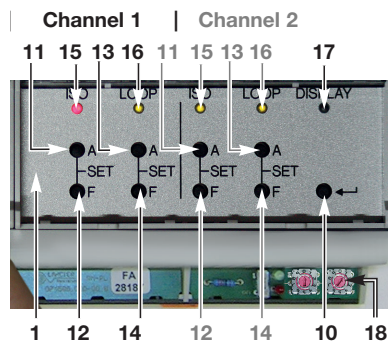 Channel 1 | Channel 2
11 15 13 16 11 15 13 16 17
ISO LOOP ISO LOOP DISPLAY
A A A A
SET SET SET
F F F F
FA
2818
1 12 14 12 14 10 18